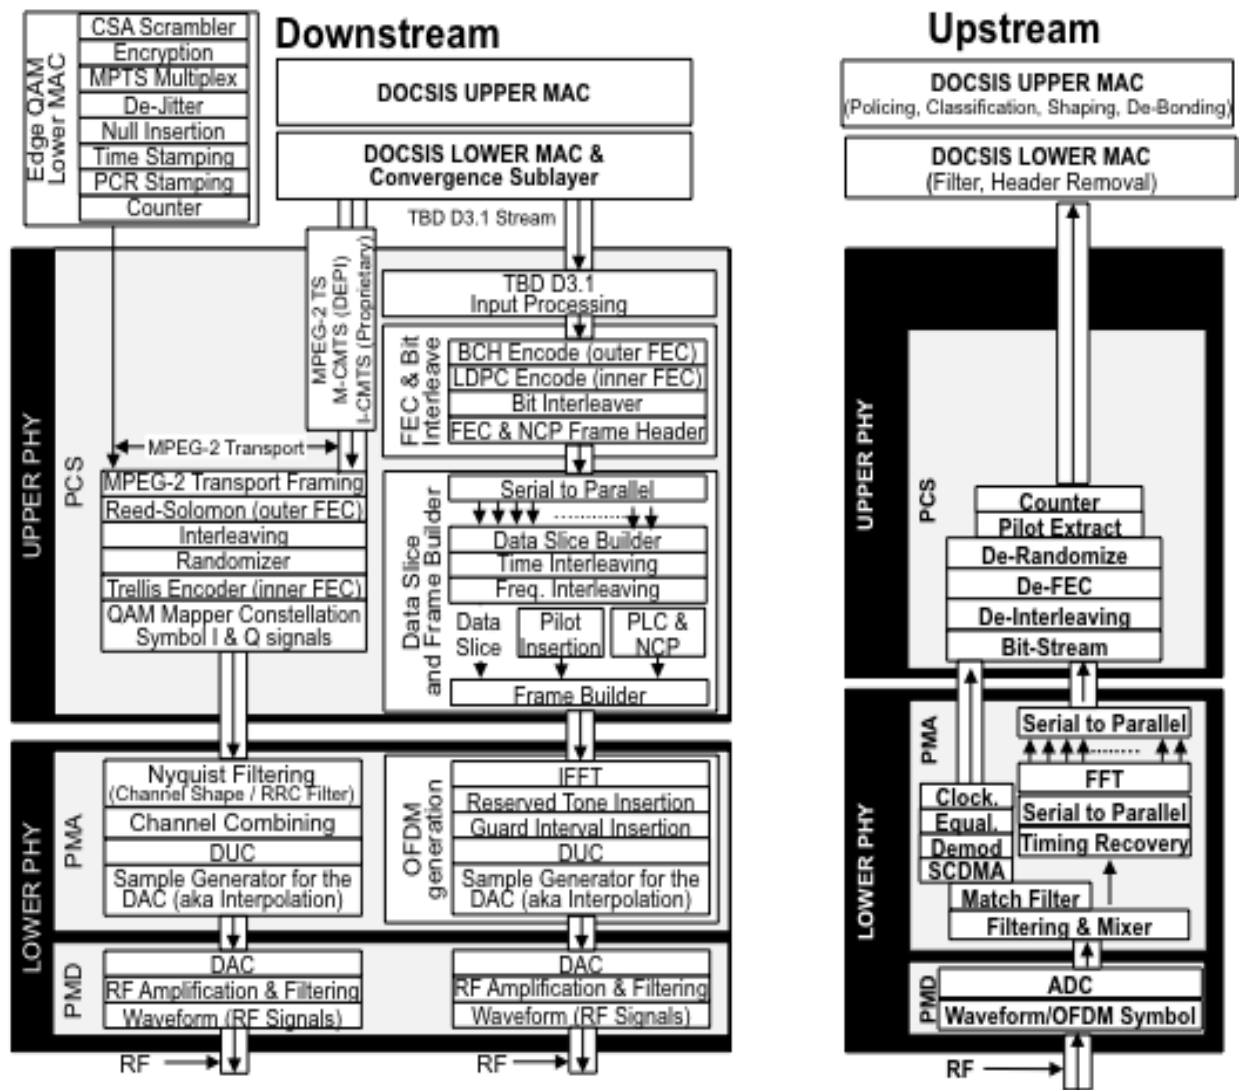 Downstream
Edge QAM
Lower MAC
CSA Scrambler
Encryption
MPTS Multiplex
De-Jitter
Null Insertion
Time Stamping
PCR Stamping
Counter
DOCSIS UPPER MAC
DOCSIS LOWER MAC &
Convergence Sublayer
TBD D3.1 Stream
UPPER PHY
PCS
MPEG-2 TS
M-CMTS (DEPI)
I-CMTS (Proprietary)
MPEG-2 Transport
MPEG-2 Transport Framing
Reed-Solomon (outer FEC)
Interleaving
Randomizer
Trellis Encoder (inner FEC)
QAM Mapper Constellation
Symbol I & Q signals
TBD D3.1
Input Processing
FEC & Bit
Interleave
BCH Encode (outer FEC)
LDPC Encode (inner FEC)
Bit Interleaver
FEC & NCP Frame Header
Data Slice
and Frame Builder
Serial to Parallel
Data Slice Builder
Time Interleaving
Freq. Interleaving
Data
Slice
Pilot
Insertion
PLC &
NCP
Frame Builder
LOWER PHY
PMA
Nyquist Filtering
(Channel Shape / RRC Filter)
Channel Combining
DUC
Sample Generator for the
DAC (aka Interpolation)
OFDM
generation
IFFT
Reserved Tone Insertion
Guard Interval Insertion
DUC
Sample Generator for the
DAC (aka Interpolation)
PMD
DAC
RF Amplification & Filtering
Waveform (RF Signals)
DAC
RF Amplification & Filtering
Waveform (RF Signals)
RF
RF
Upstream
DOCSIS UPPER MAC
(Policing, Classification, Shaping, De-Bonding)
DOCSIS LOWER MAC
(Filter, Header Removal)
UPPER PHY
PCS
Counter
Pilot Extract
De-Randomize
De-FEC
De-Interleaving
Bit-Stream
LOWER PHY
PMA
Serial to Parallel
FFT
Serial to Parallel
Timing Recovery
Clock.
Equal.
Demod
SCDMA
Match Filter
Filtering & Mixer
PMD
ADC
Waveform/OFDM Symbol
RF